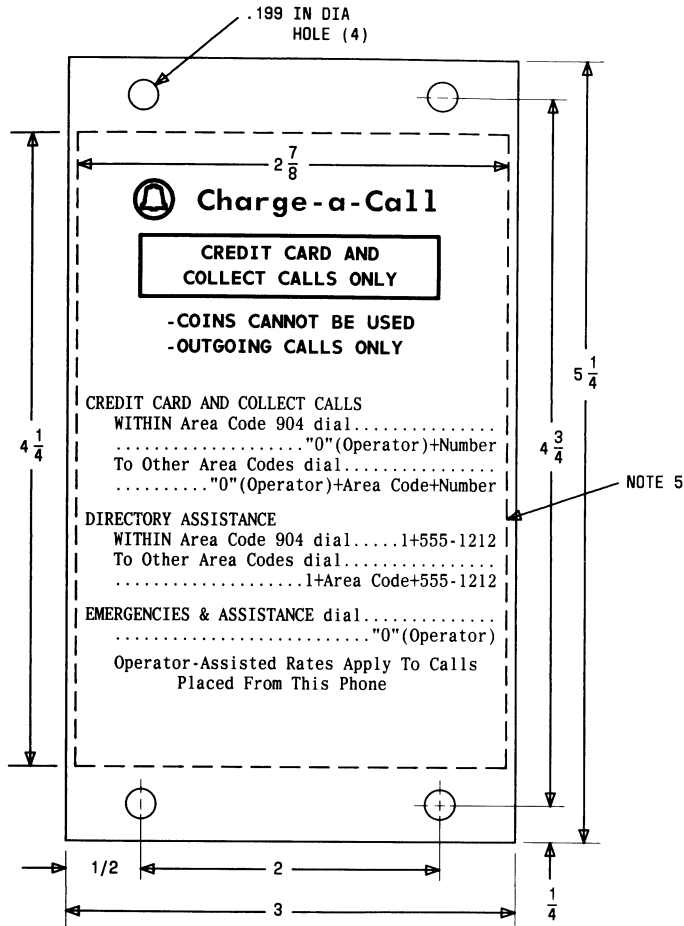 .199 IN DIA
HOLE (4)
2 7/8
Charge-a-Call
CREDIT CARD AND
COLLECT CALLS ONLY
-COINS CANNOT BE USED
-OUTGOING CALLS ONLY
5 1/4
4 1/4
4 3/4
CREDIT CARD AND COLLECT CALLS
WITHIN Area Code 904 dial...............
...................."0"(Operator)+Number
To Other Area Codes dial................
.........."0"(Operator)+Area Code+Number
NOTE 5
DIRECTORY ASSISTANCE
WITHIN Area Code 904 dial.....1+555-1212
To Other Area Codes dial................
....................1+Area Code+555-1212
EMERGENCIES & ASSISTANCE dial..............
..........................."0"(Operator)
Operator-Assisted Rates Apply To Calls
Placed From This Phone
1/2
2
3
1/4